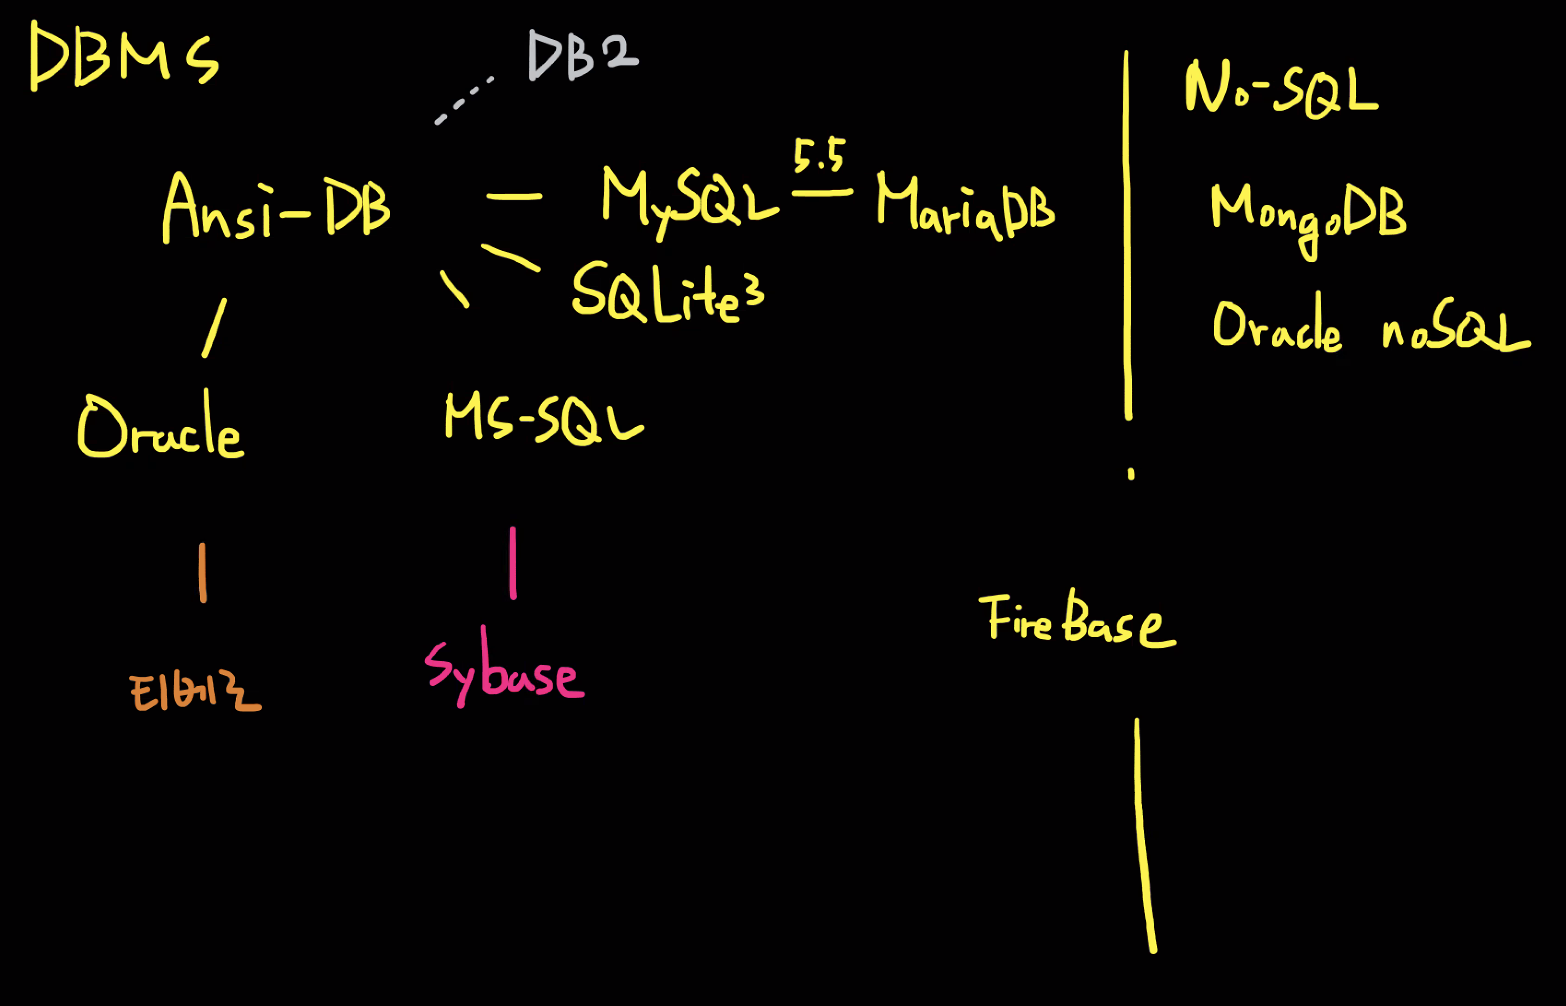 DBMS
DB2
No-SQL
5.5
Ansi-DB
MySQL
MariaDB
MongoDB
SQLite3
Oracle noSQL
Oracle
MS-SQL
FireBase
티베로
Sybase